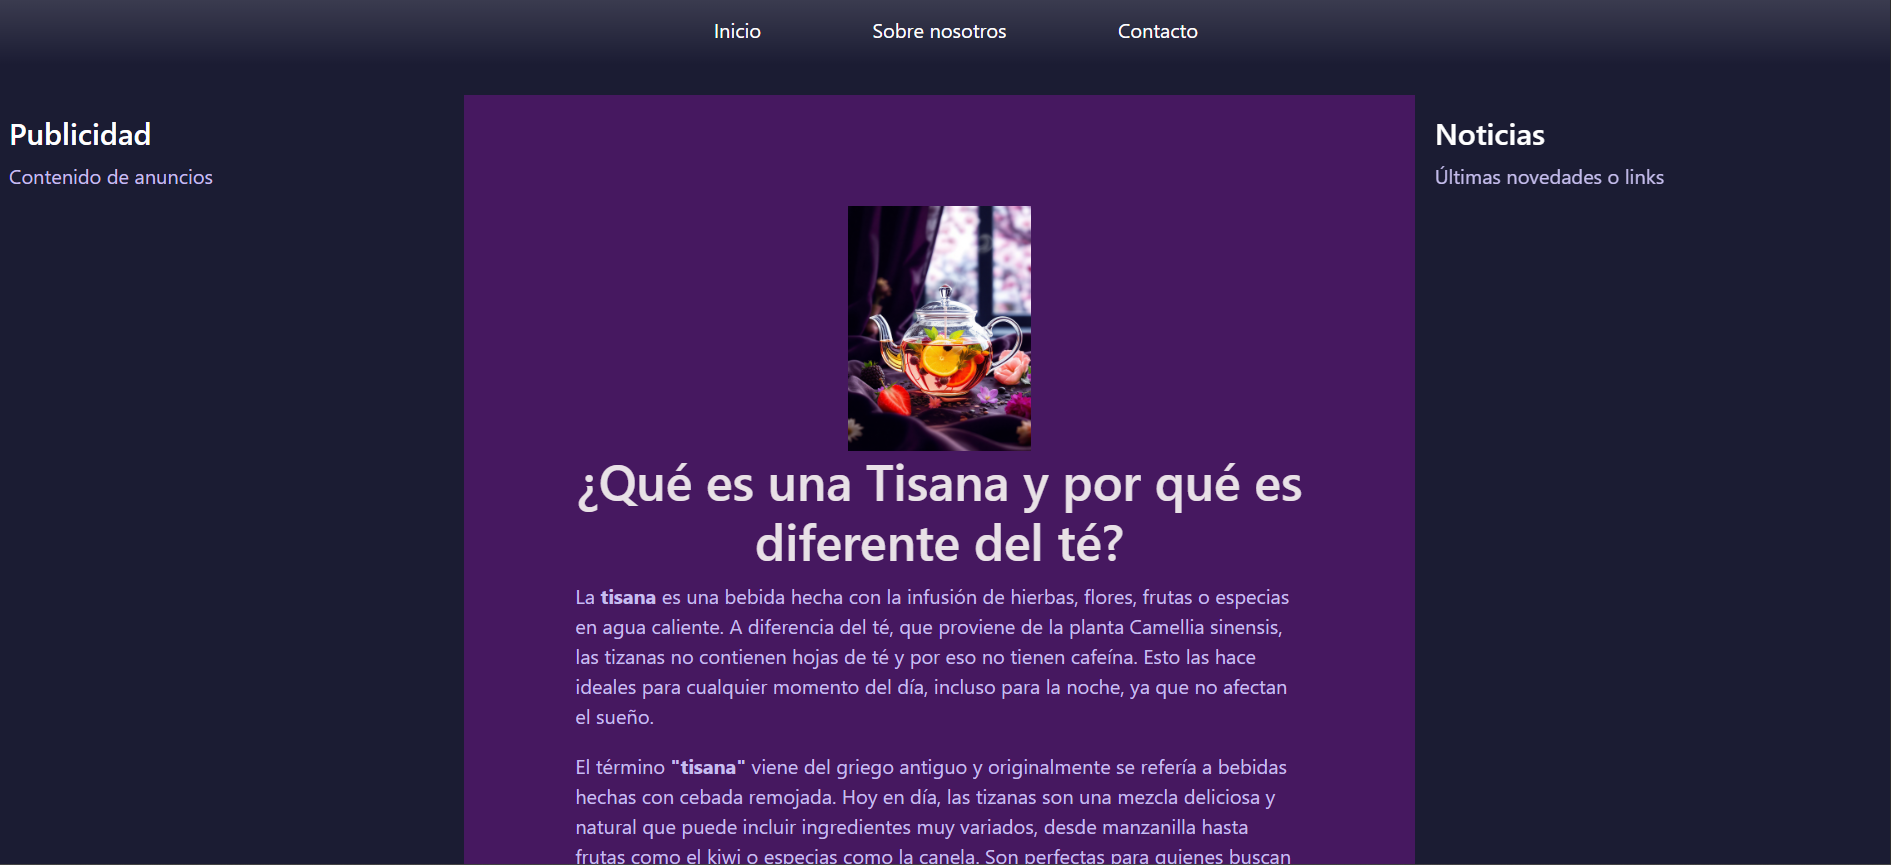 Inicio
Sobre nosotros
Contacto
Publicidad
Contenido de anuncios
¿Qué es una Tisana y por qué es
diferente del té?
La tisana es una bebida hecha con la infusión de hierbas, flores, frutas o especias
en agua caliente. A diferencia del té, que proviene de la planta Camellia sinensis,
las tizanas no contienen hojas de té y por eso no tienen cafeína. Esto las hace
ideales para cualquier momento del día, incluso para la noche, ya que no afectan
el sueño.
El término "tisana" viene del griego antiguo y originalmente se refería a bebidas
hechas con cebada remojada. Hoy en día, las tizanas son una mezcla deliciosa y
natural que puede incluir ingredientes muy variados, desde manzanilla hasta
frutas como el kiwi o especias como la canela. Son perfectas para quienes buscan
Noticias
Últimas novedades o links